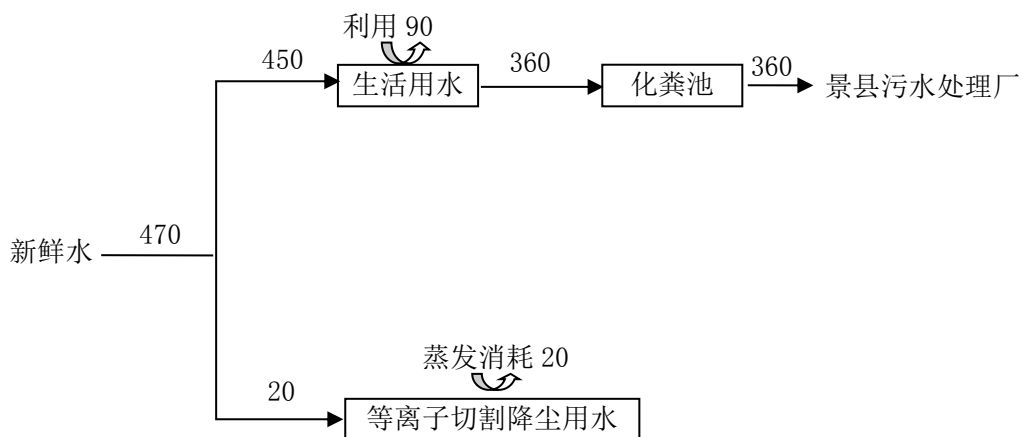 利用 90
450
生活用水
360
化粪池
360
景县污水处理厂
新鲜水
470
蒸发消耗 20
20
等离子切割降尘用水